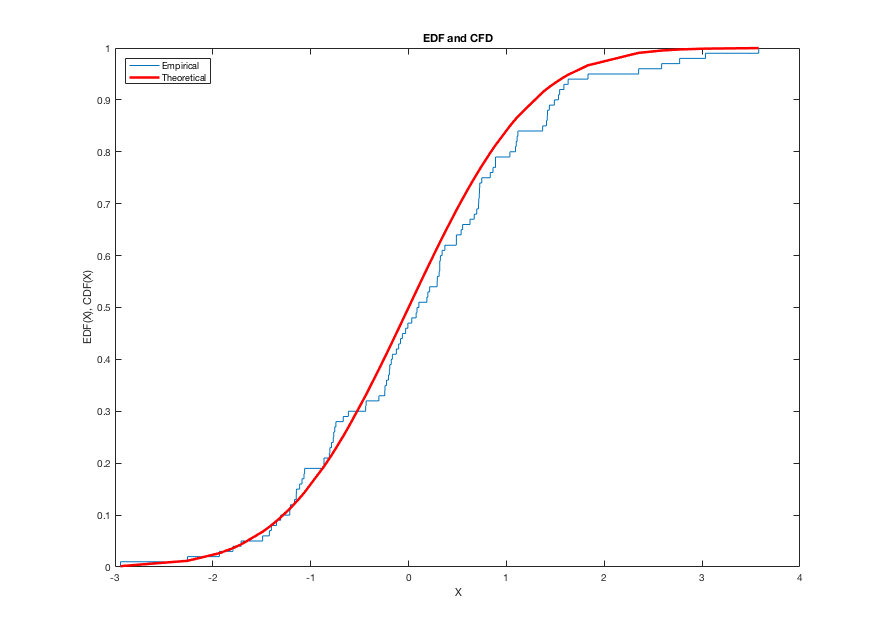 EDF and CFD
Empirical
Theoretical
1
0.9
0.8
0.7
0.6
0.5
0.4
0.3
0.2
0.1
0
EDF(X), CDF(X)
-3 -2 -1 0 1 2 3 4
X